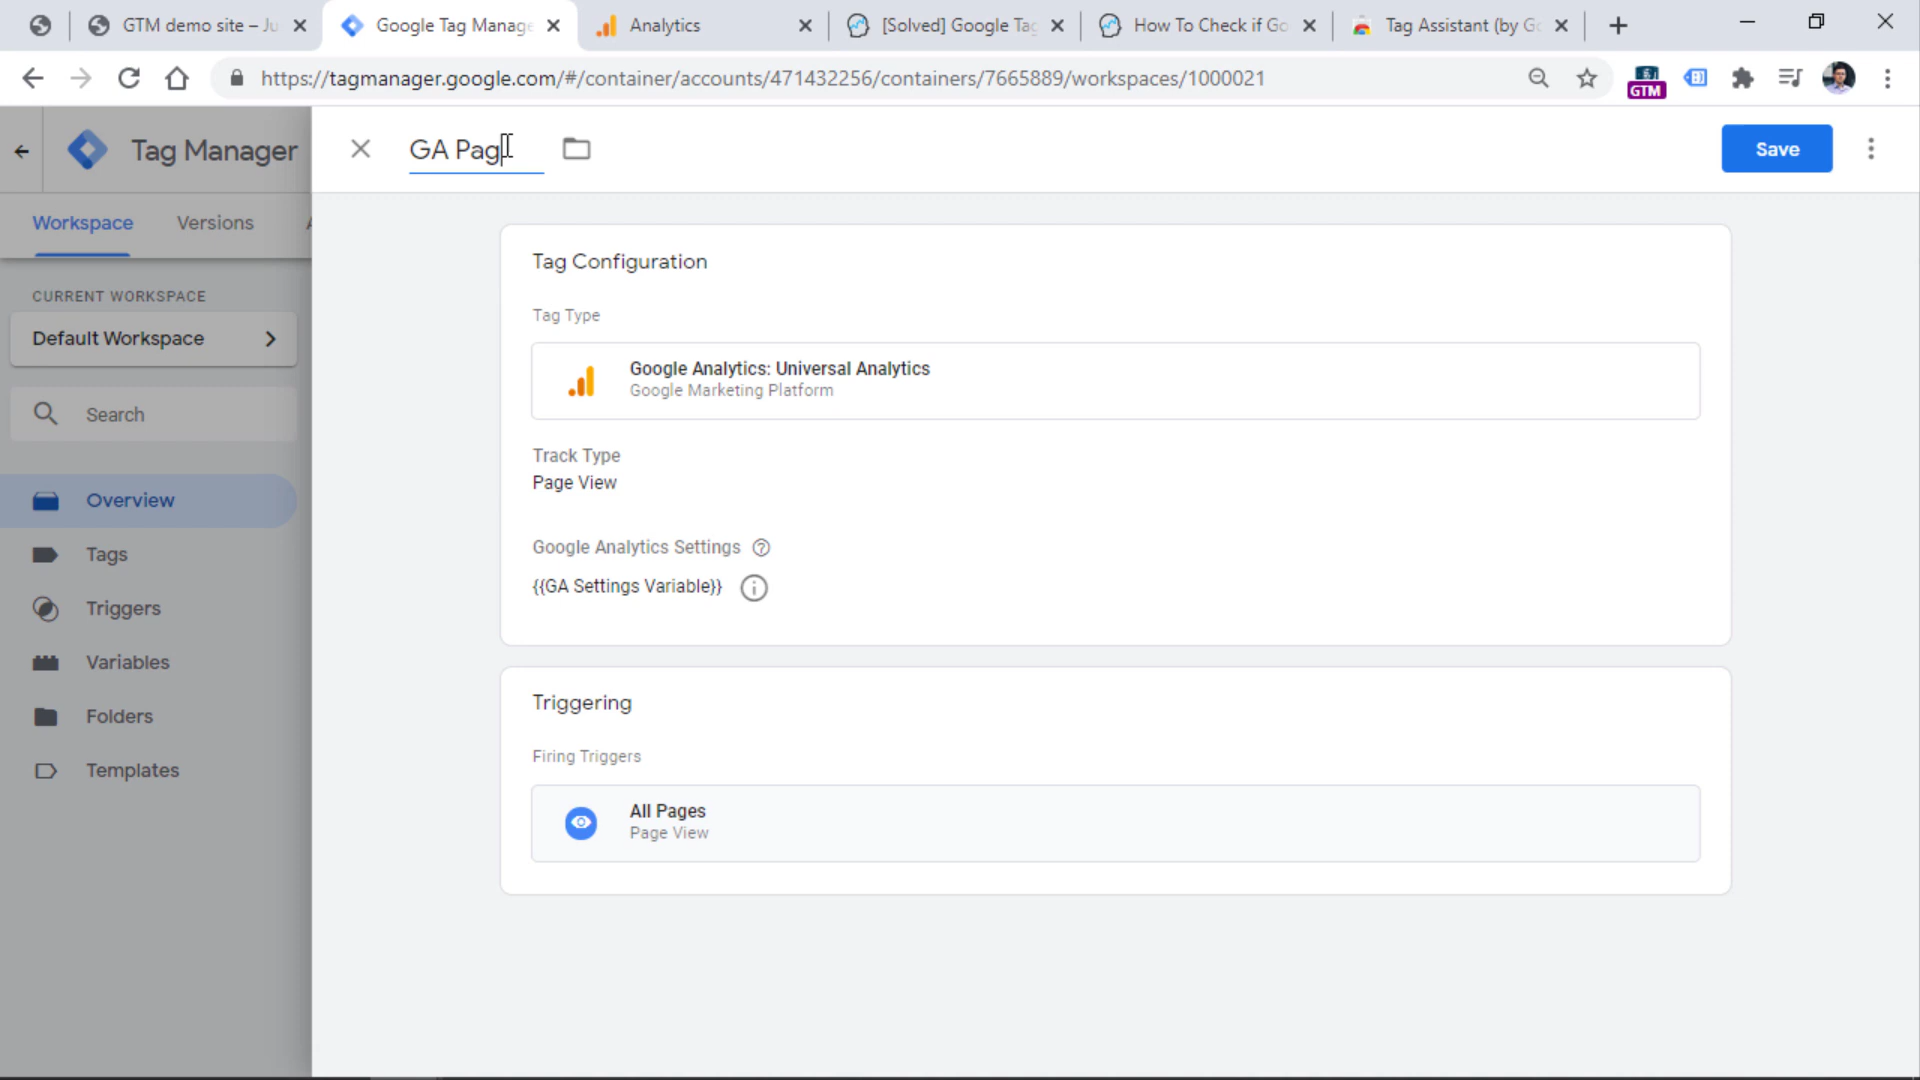 GTM demo site – Ju
Google Tag Manage
Analytics
[Solved] Google Tag
How To Check if Go
Tag Assistant (by Go
https://tagmanager.google.com/#/container/accounts/471432256/containers/7665889/workspaces/1000021
GTM
Tag Manager
GA Pag
Save
Workspace
Versions
A
CURRENT WORKSPACE
Default Workspace
Search
Overview
Tags
Triggers
Variables
Folders
Templates
Tag Configuration
Tag Type
Google Analytics: Universal Analytics
Google Marketing Platform
Track Type
Page View
Google Analytics Settings
{{GA Settings Variable}}
Triggering
Firing Triggers
All Pages
Page View